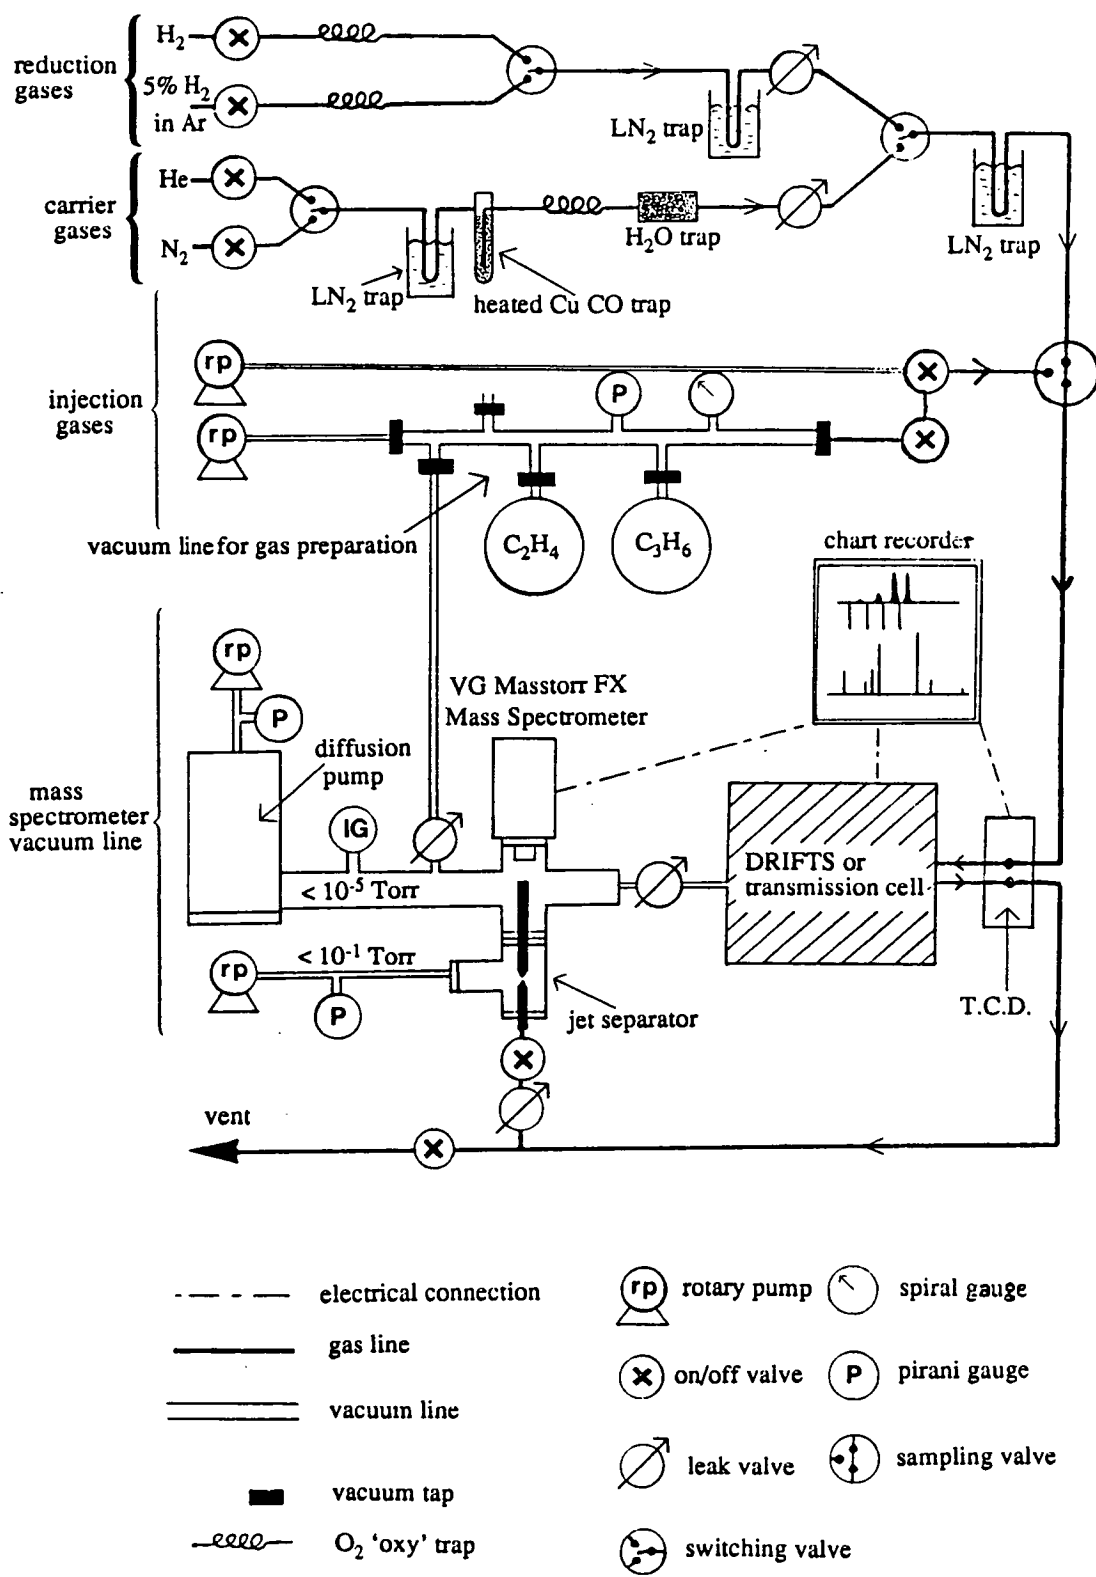 reduction
gases
H2
5% H2
in Ar
LN2 trap
LN2 trap
carrier
gases
He
N2
LN2 trap
heated Cu CO trap
H2O trap
injection
gases
rp
rp
P
vacuum line for gas preparation
C2H4
C3H6
chart recorder
mass
spectrometer
vacuum line
rp
P
diffusion
pump
VG Masstorr FX
Mass Spectrometer
IG
< 10-5 Torr
DRIFTS or
transmission cell
< 10-1 Torr
rp
P
jet separator
T.C.D.
vent
electrical connection
gas line
vacuum line
vacuum tap
O2 ‘oxy’ trap
rp rotary pump
on/off valve
leak valve
switching valve
spiral gauge
P pirani gauge
sampling valve